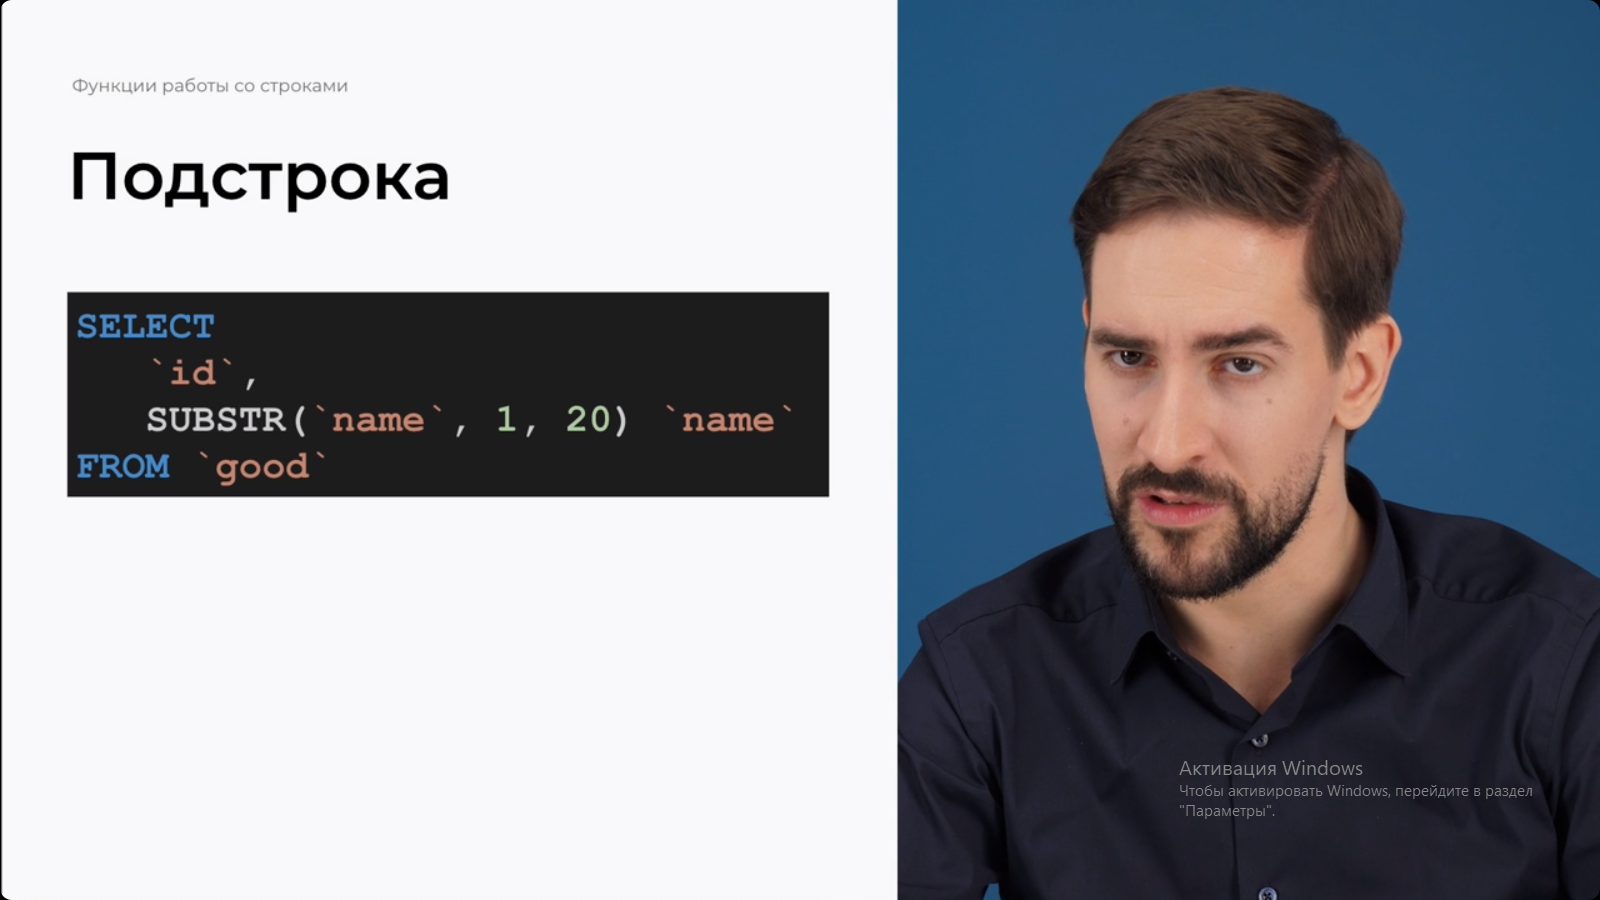 Функции работы со строками
Подстрока
SELECT
`id`,
SUBSTR(`name`, 1, 20) `name`
FROM `good`
Активация Windows
Чтобы активировать Windows, перейдите в раздел
"Параметры".